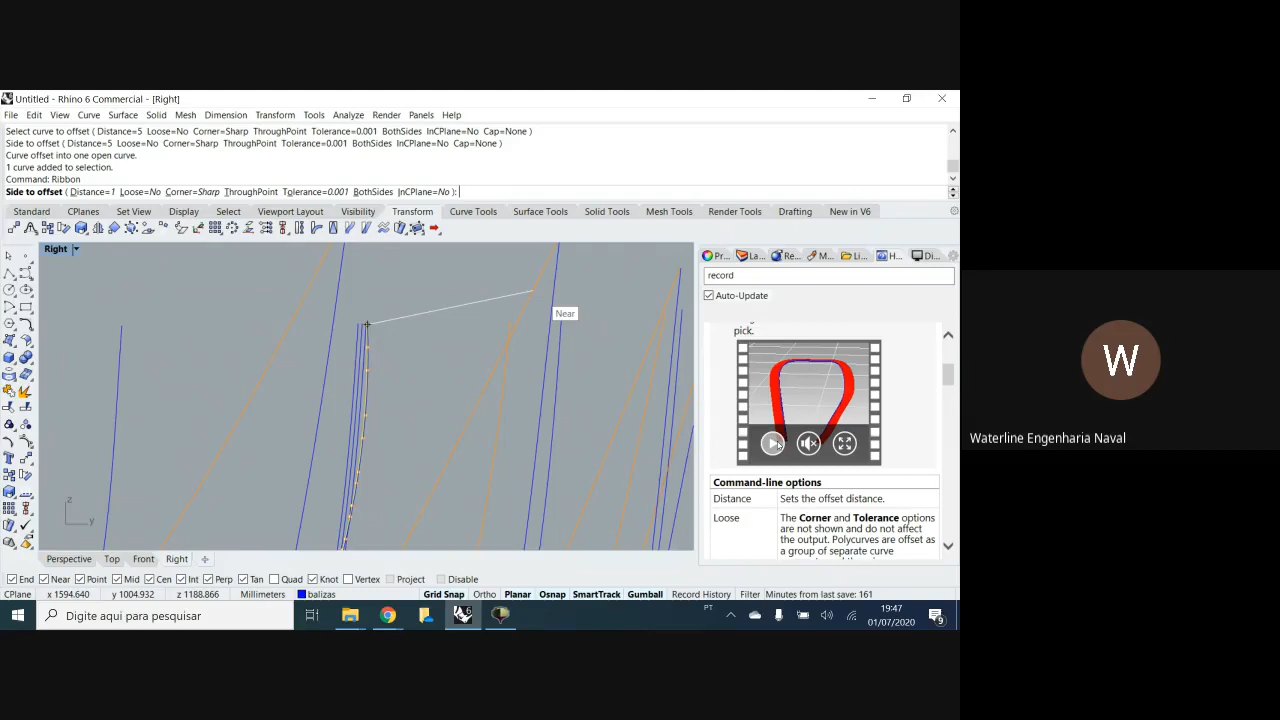 Untitled - Rhino 6 Commercial - [Right]
File Edit View Curve Surface Solid Mesh Dimension Transform Tools Analyze Render Panels Help
Select curve to offset ( Distance=5 Loose=No Corner=Sharp ThroughPoint Tolerance=0.001 BothSides InCPlane=No Cap=None )
Side to offset ( Distance=5 Loose=No Corner=Sharp ThroughPoint Tolerance=0.001 BothSides InCPlane=No Cap=None )
Curve offset into one open curve.
1 curve added to selection.
Command: Ribbon
Side to offset ( Distance=1 Loose=No Corner=Sharp ThroughPoint Tolerance=0.001 BothSides InCPlane=No ):
Standard CPlanes Set View Display Select Viewport Layout Visibility Transform Curve Tools Surface Tools Solid Tools Mesh Tools Render Tools Drafting New in V6
Right
Pr... La... Re... M... Li... H... Di...
record
Auto-Update
pick.
Near
Command-line options
Distance Sets the offset distance.
Loose The Corner and Tolerance options
are not shown and do not affect
the output. Polycurves are offset as
a group of separate curve
z
y
Perspective Top Front Right
End Near Point Mid Cen Int Perp Tan Quad Knot Vertex Project Disable
CPlane x 1594.640 y 1004.932 z 1188.866 Millimeters balizas Grid Snap Ortho Planar Osnap SmartTrack Gumball Record History Filter Minutes from last save: 161
Digite aqui para pesquisar
PT
19:47
01/07/2020
9
W
Waterline Engenharia Naval